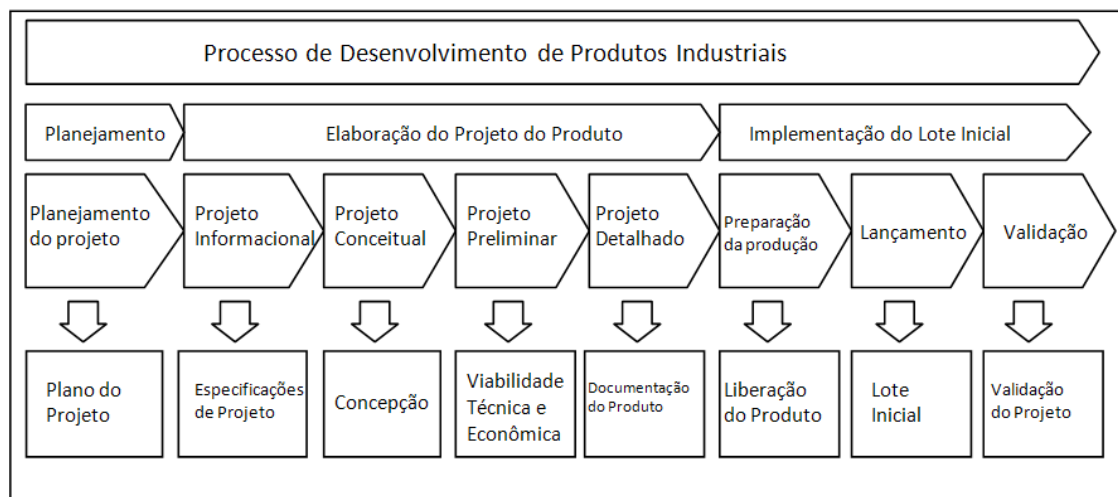 Processo de Desenvolvimento de Produtos Industriais
Planejamento
Elaboração do Projeto do Produto
Implementação do Lote Inicial
Planejamento
do projeto
Projeto
Informacional
Projeto
Conceitual
Projeto
Preliminar
Projeto
Detalhado
Preparação
da produção
Lançamento
Validação
Plano do
Projeto
Especificações
de Projeto
Concepção
Viabilidade
Técnica e
Econômica
Documentação
do Produto
Liberação
do Produto
Lote
Inicial
Validação
do Projeto